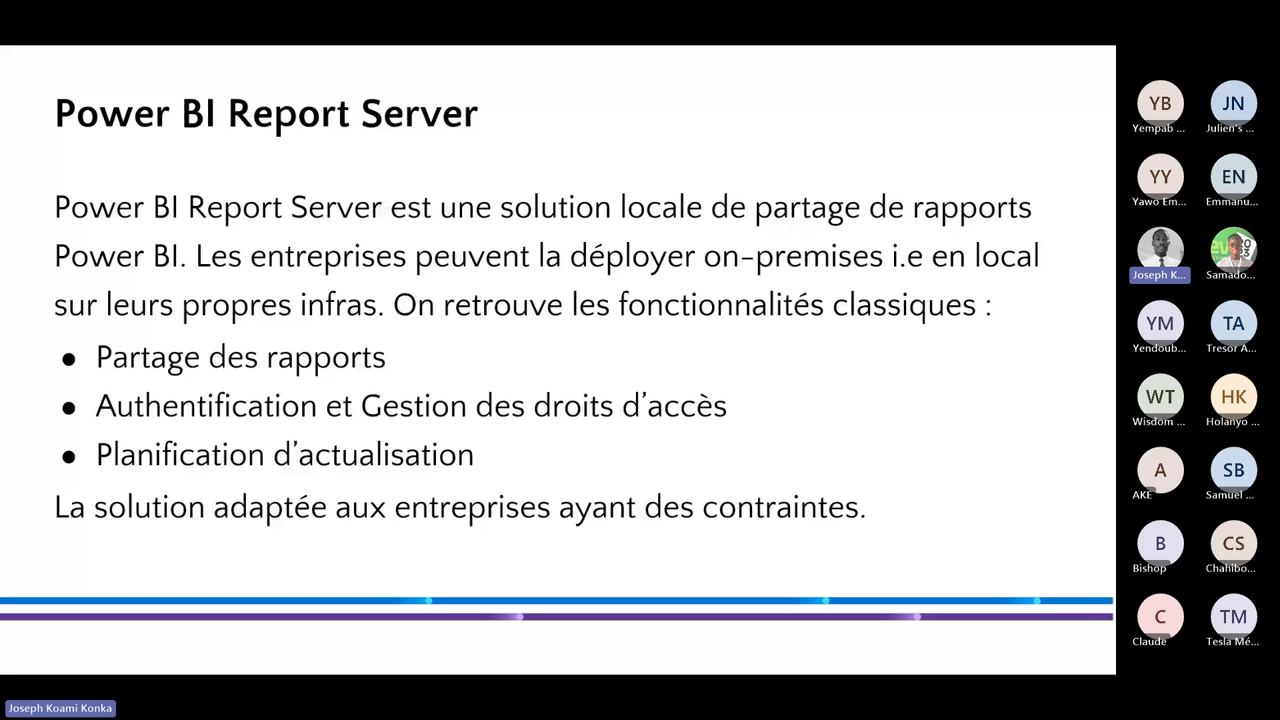 Power BI Report Server
Power BI Report Server est une solution locale de partage de rapports
Power BI. Les entreprises peuvent la déployer on-premises i.e en local
sur leurs propres infras. On retrouve les fonctionnalités classiques :
● Partage des rapports
● Authentification et Gestion des droits d’accès
● Planification d’actualisation
La solution adaptée aux entreprises ayant des contraintes.
YB
Yempab ...
JN
Julien's ...
YY
Yawo Em...
EN
Emmanu...
Joseph K...
Samado...
YM
Yendoub...
TA
Tresor A...
WT
Wisdom ...
HK
Holanyo ...
A
AKE
SB
Samuel ...
B
Bishop
CS
Chahibo...
C
Claude
TM
Tesla Mé...
Joseph Koami Konka